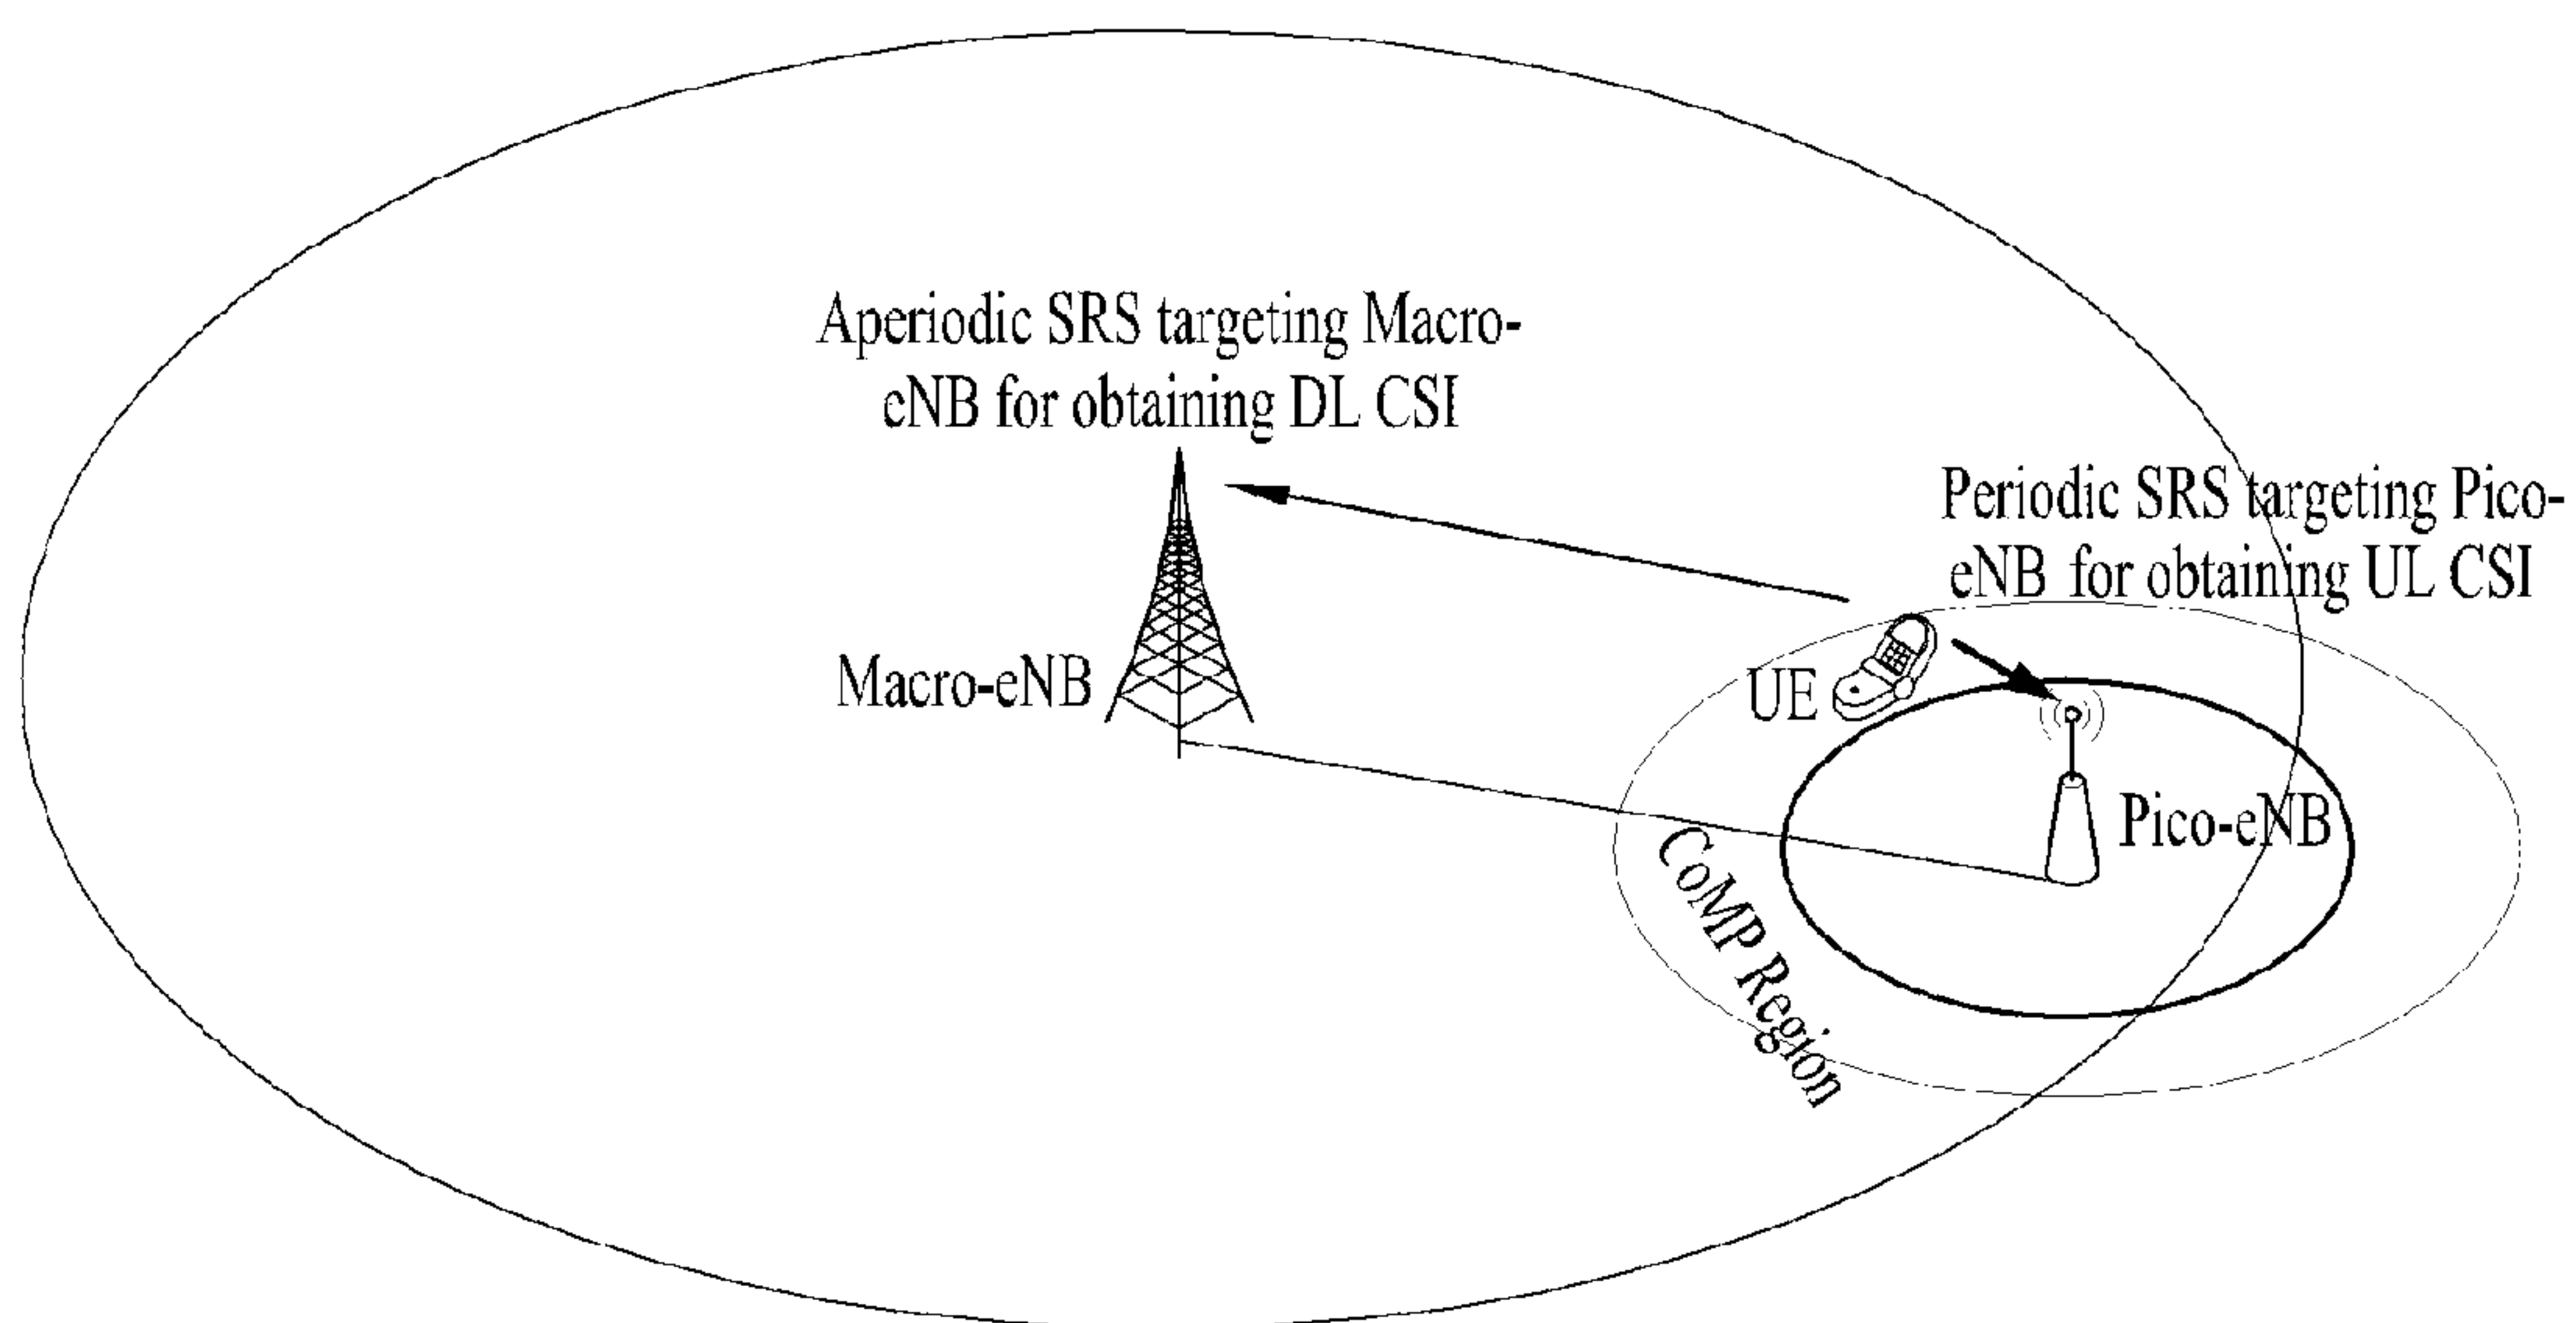 Aperiodic SRS targeting Macro-
eNB for obtaining DL CSI
Periodic SRS targeting Pico-
eNB for obtaining UL CSI
Macro-eNB
UE
Pico-eNB
CoMP Region